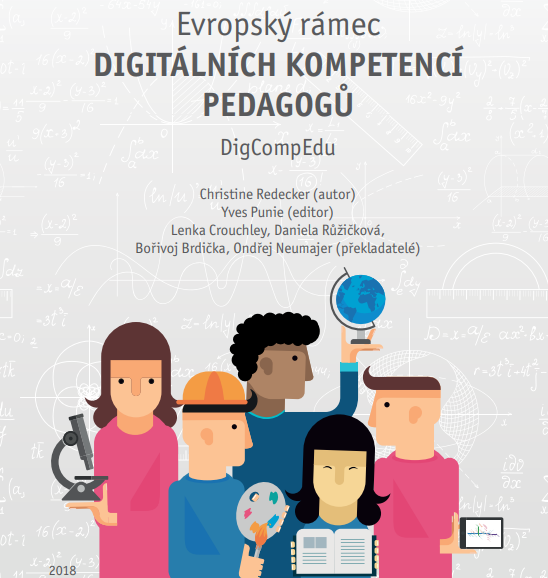 Evropský rámec
DIGITÁLNÍCH KOMPETENCÍ
PEDAGOGŮ
DigCompEdu
Christine Redecker (autor)
Yves Punie (editor)
Lenka Crouchley, Daniela Růžičková,
Bořivoj Brdička, Ondřej Neumajer (překladatelé)
2018